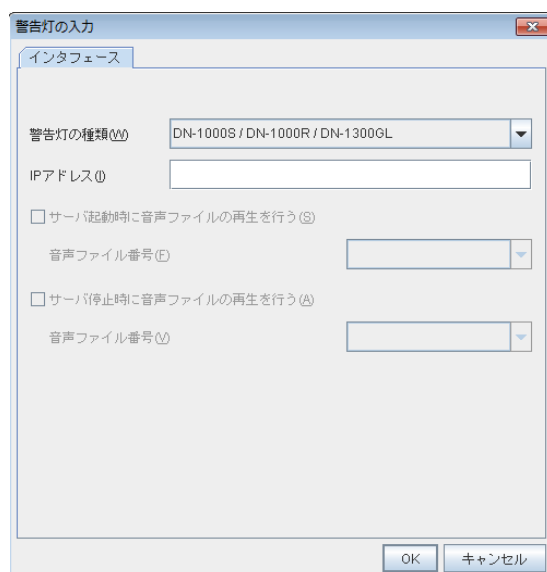 警告灯の入力
インタフェース
警告灯の種類(W) DN-1000S / DN-1000R / DN-1300GL
IPアドレス(I)
サーバ起動時に音声ファイルの再生を行う(S)
音声ファイル番号(F)
サーバ停止時に音声ファイルの再生を行う(A)
音声ファイル番号(V)
OK キャンセル